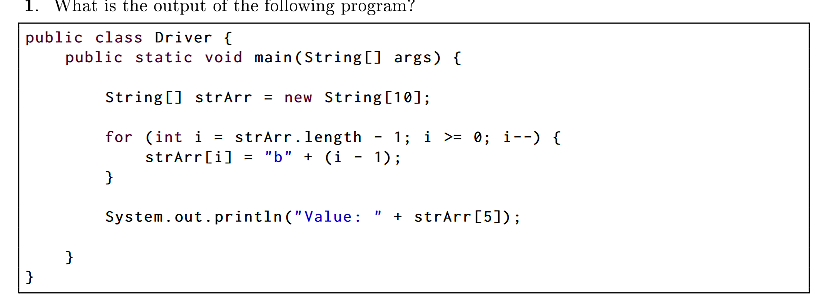 1. What is the output of the following program?
public class Driver {
    public static void main(String[] args) {
        String[] strArr = new String[10];
        for (int i = strArr.length - 1; i >= 0; i--) {
            strArr[i] = "b" + (i - 1);
        }
        System.out.println("Value: " + strArr[5]);
    }
}